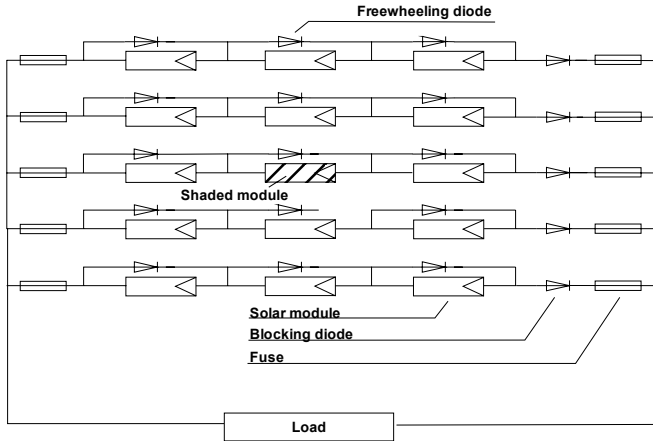 Freewheeling diode
Shaded module
Solar module
Blocking diode
Fuse
Load